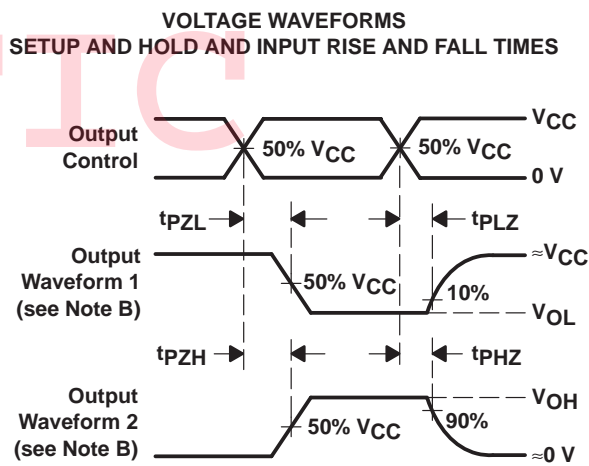 VOLTAGE WAVEFORMS
SETUP AND HOLD AND INPUT RISE AND FALL TIMES
TIC
Output
Control
50% VCC
50% VCC
VCC
0 V
tPZL
tPLZ
Output
Waveform 1
(see Note B)
50% VCC
10%
≈VCC
VOL
tPZH
tPHZ
Output
Waveform 2
(see Note B)
50% VCC
90%
VOH
≈0 V